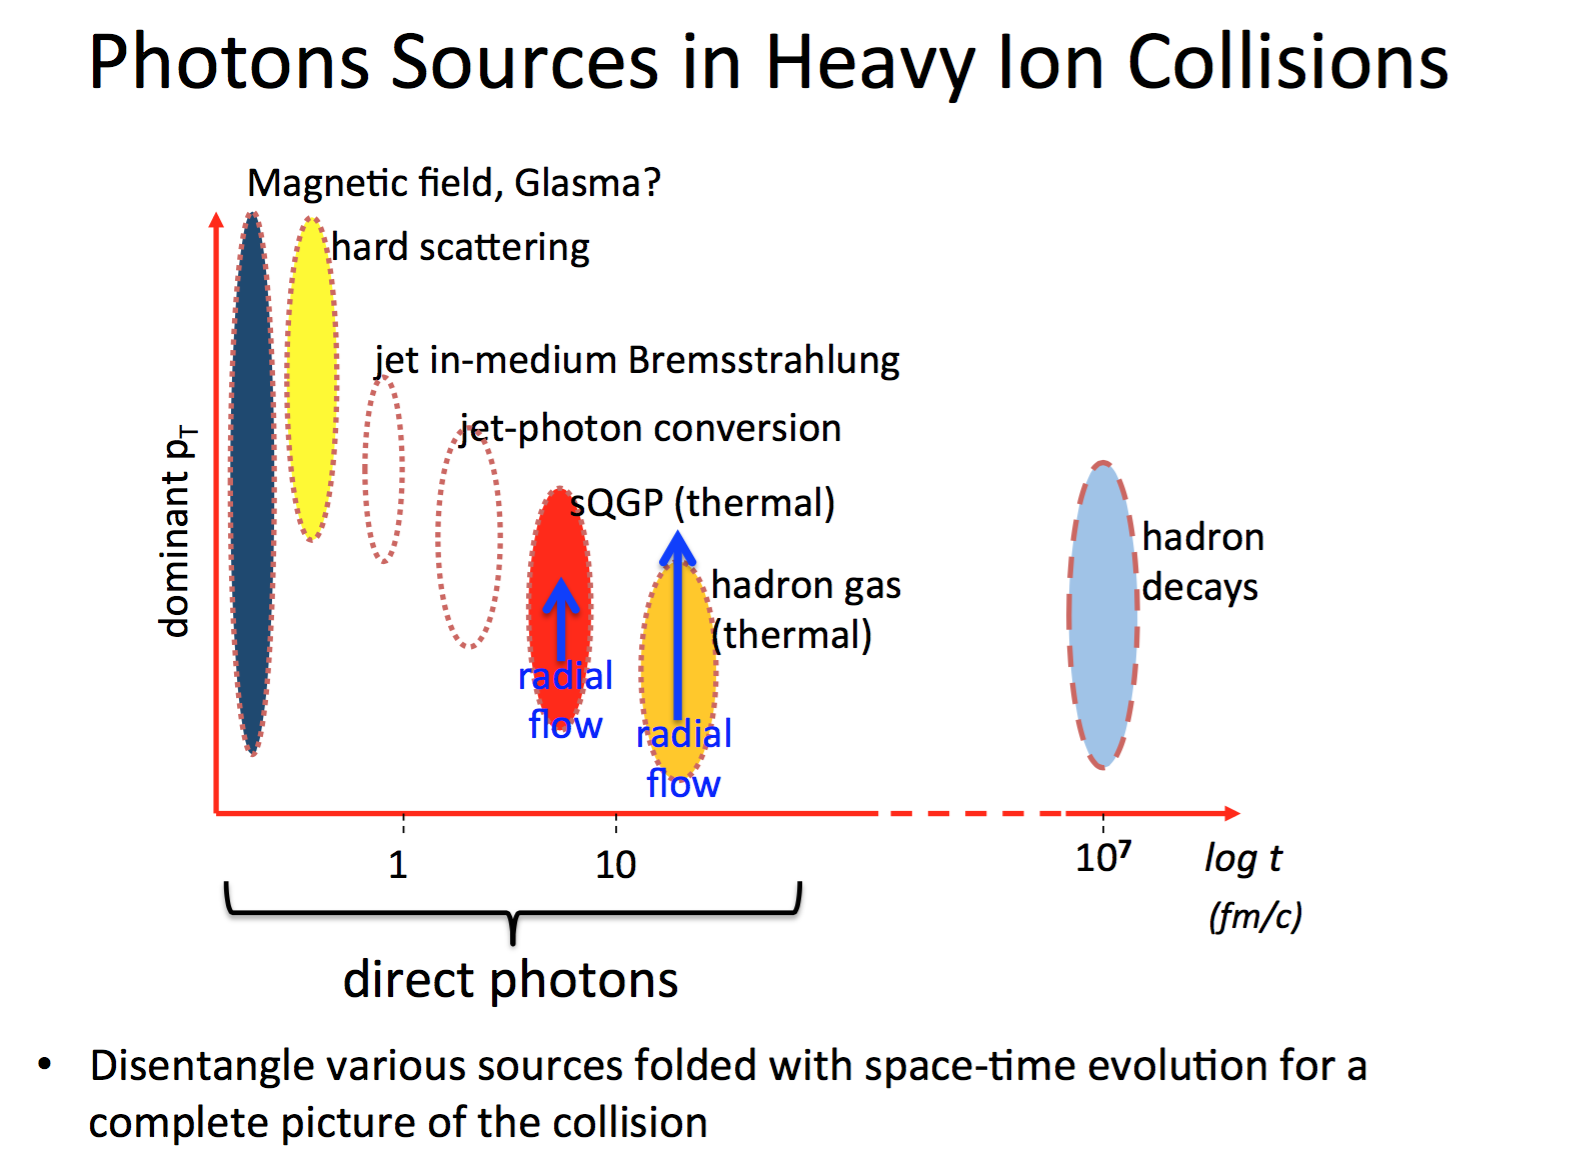 Photons Sources in Heavy Ion Collisions
Magnetic field, Glasma?
hard scattering
jet in-medium Bremsstrahlung
jet-photon conversion
sQGP (thermal)
hadron gas
(thermal)
radial
flow
radial
flow
hadron
decays
dominant pT
1
10
10⁷
log t
(fm/c)
direct photons
• Disentangle various sources folded with space-time evolution for a
complete picture of the collision